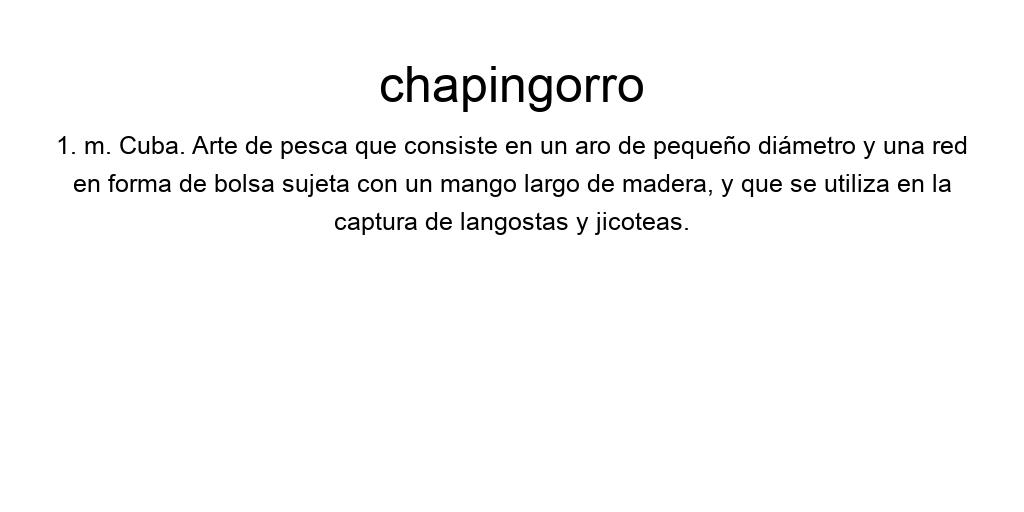 chapingorro
1. m. Cuba. Arte de pesca que consiste en un aro de pequeño diámetro y una red
en forma de bolsa sujeta con un mango largo de madera, y que se utiliza en la
captura de langostas y jicoteas.